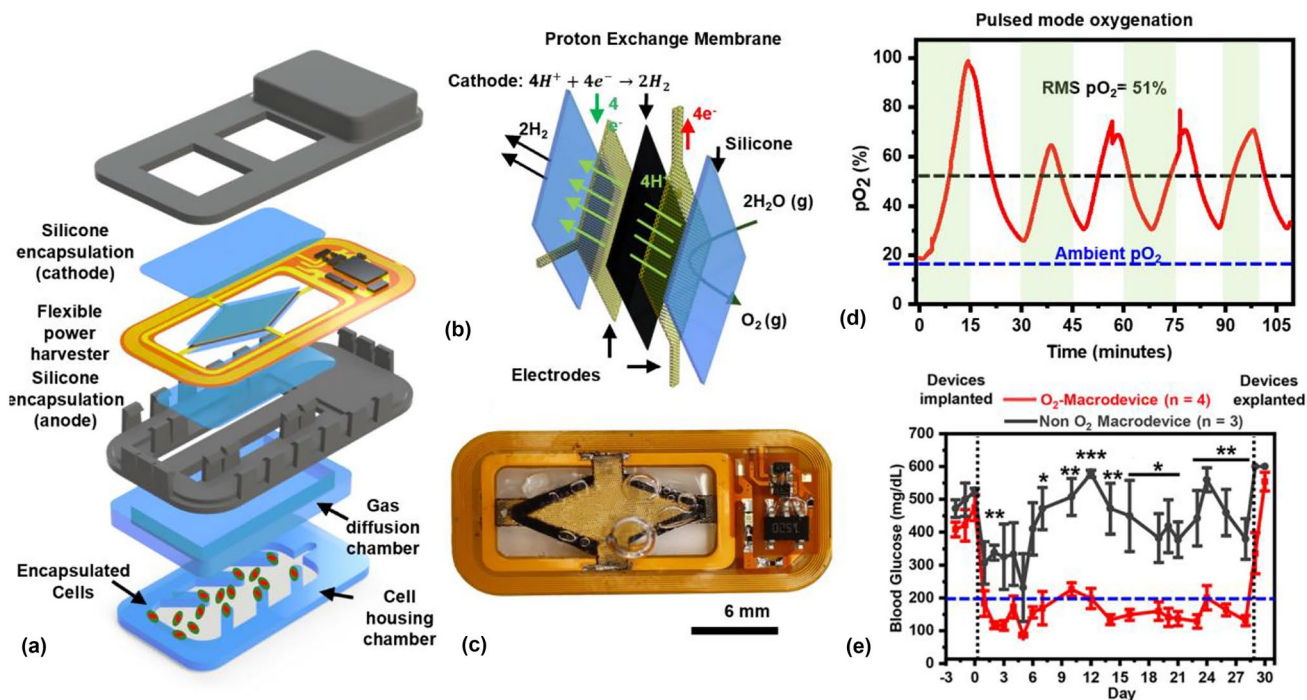 Silicone
encapsulation
(cathode)
Flexible
power
harvester
Silicone
encapsulation
(anode)
Gas
diffusion
chamber
Encapsulated
Cells
Cell
housing
chamber
(a)
Proton Exchange Membrane
Cathode: 4H⁺ + 4e⁻ → 2H₂
2H₂
4
e⁻
4e⁻
Silicone
4H⁺
2H₂O (g)
O₂ (g)
Electrodes
(b)
6 mm
(c)
Pulsed mode oxygenation
RMS pO₂= 51%
Ambient pO₂
pO₂ (%)
100
80
60
40
20
0
0 15 30 45 60 75 90 105
Time (minutes)
(d)
Devices
implanted
O₂-Macrodevice (n = 4)
Non O₂ Macrodevice (n = 3)
Devices
explanted
Blood Glucose (mg/dL)
700
600
500
400
300
200
100
0
** * ** *** ** * **
-3 0 3 6 9 12 15 18 21 24 27 30
Day
(e)